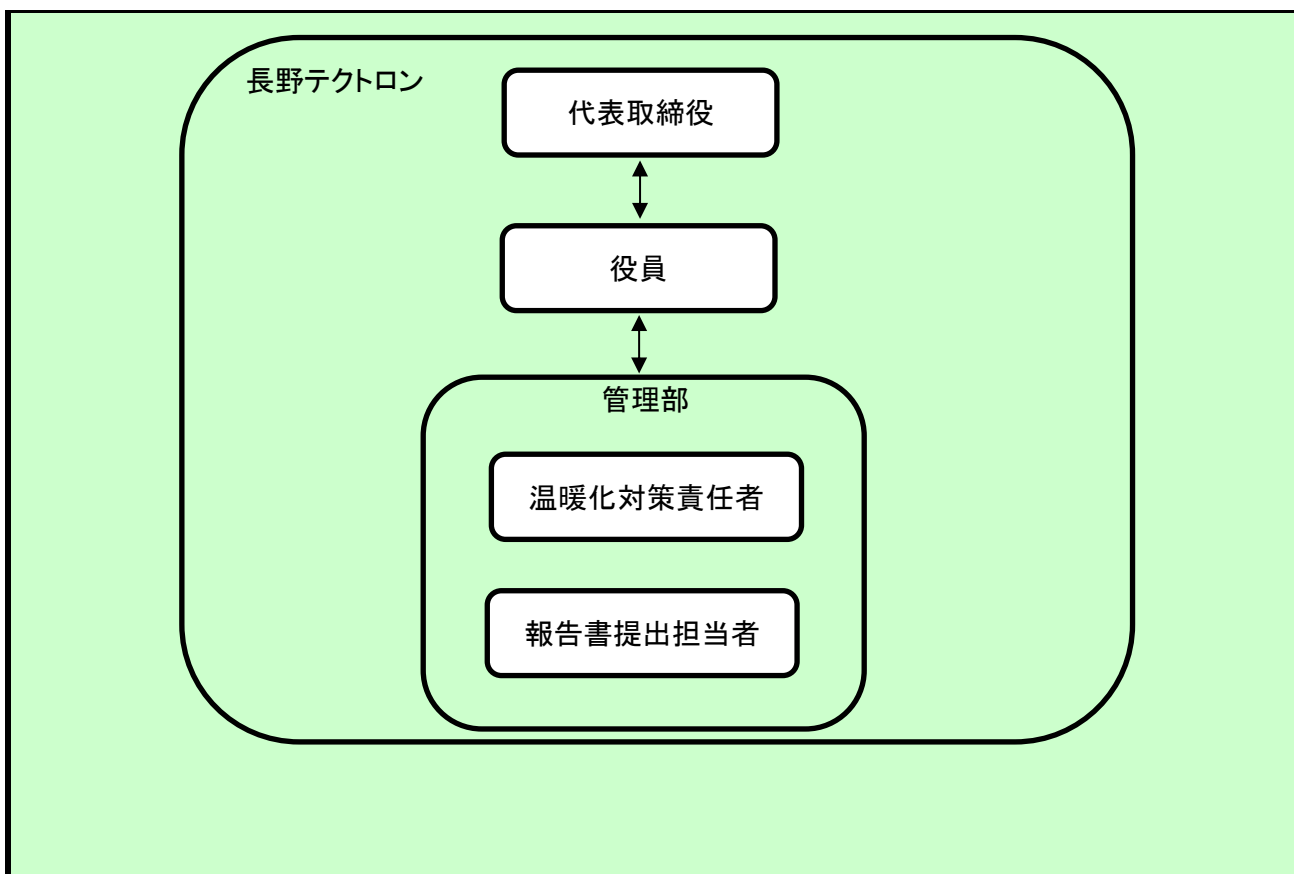 長野テクトロン
代表取締役
役員
管理部
温暖化対策責任者
報告書提出担当者